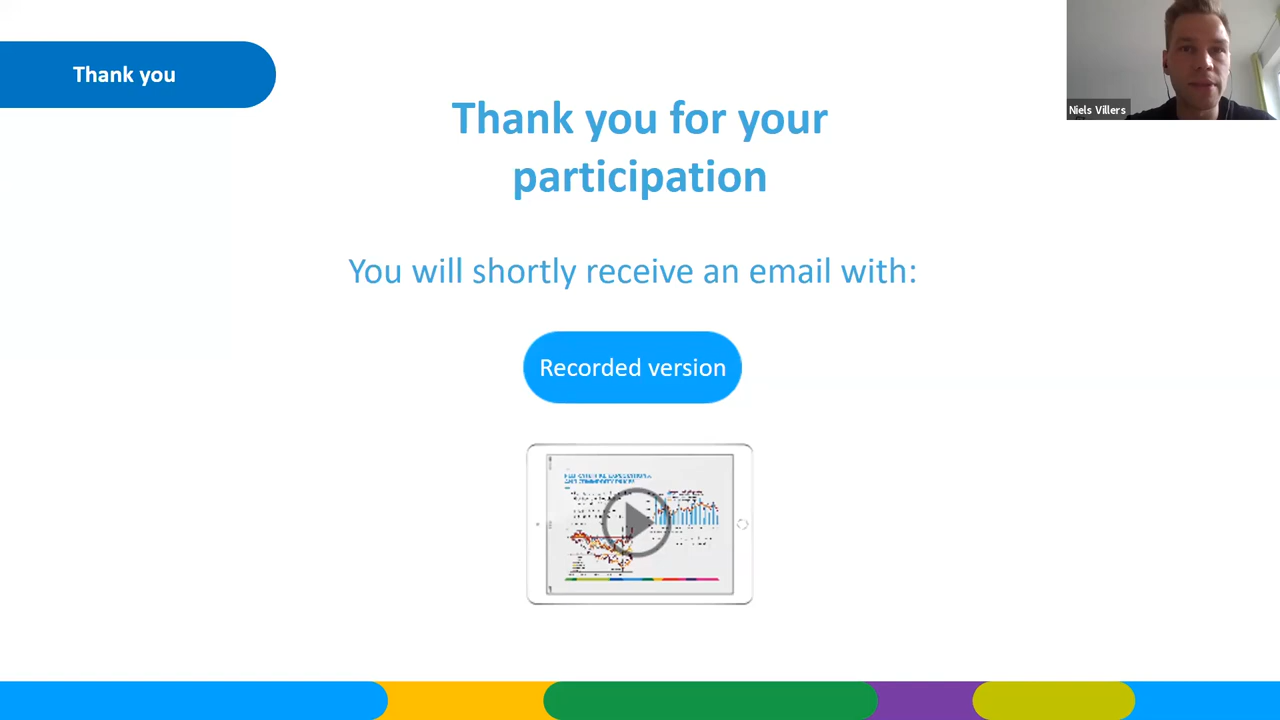 Thank you
Niels Villers
Thank you for your
participation
You will shortly receive an email with:
Recorded version